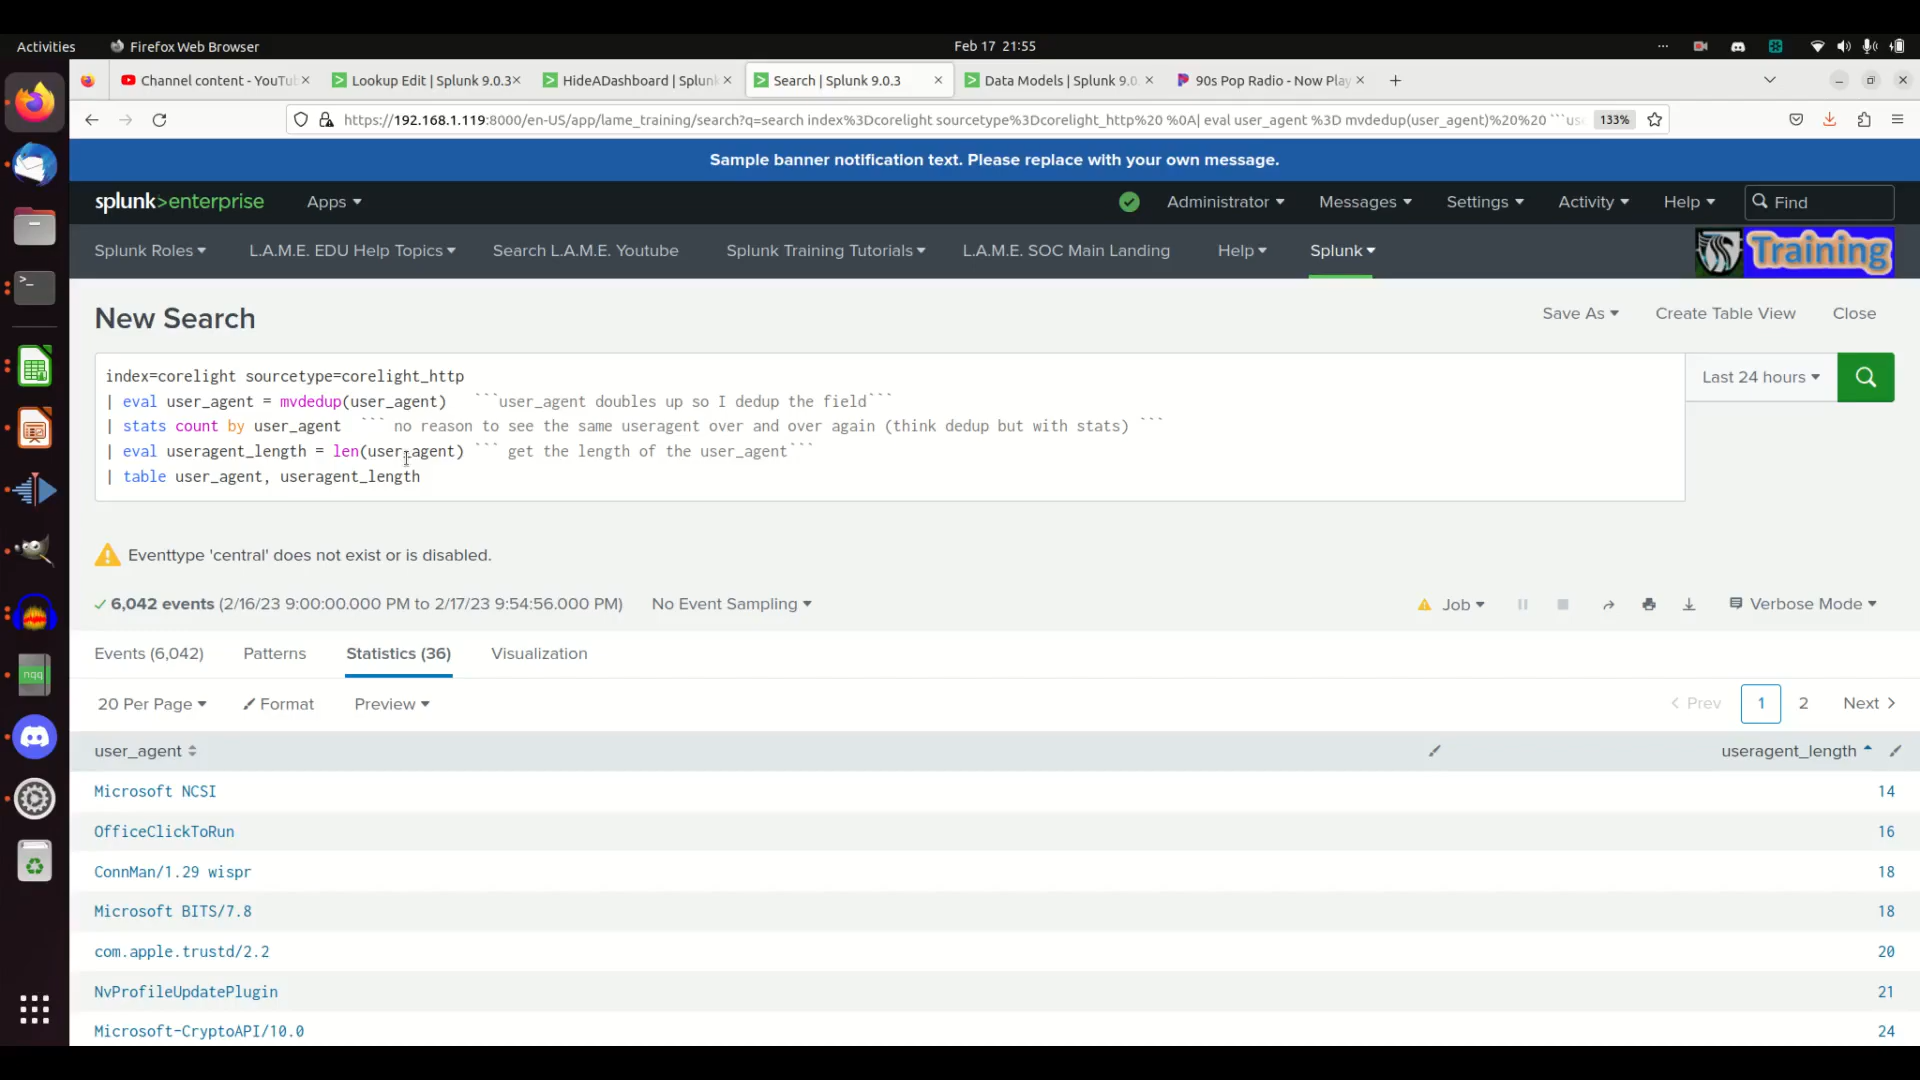 Activities Firefox Web Browser Feb 17 21:55
Channel content - YouTu Lookup Edit | Splunk 9.0.3 HideADashboard | Splunk Search | Splunk 9.0.3 Data Models | Splunk 9.0. 90s Pop Radio - Now Play
https://192.168.1.119:8000/en-US/app/lame_training/search?q=search index%3Dcorelight sourcetype%3Dcorelight_http%20 %0A| eval user_agent %3D mvdedup(user_agent)%20%20 ```us 133%
Sample banner notification text. Please replace with your own message.
splunk>enterprise Apps Administrator Messages Settings Activity Help Find
Splunk Roles L.A.M.E. EDU Help Topics Search L.A.M.E. Youtube Splunk Training Tutorials L.A.M.E. SOC Main Landing Help Splunk Training
New Search Save As Create Table View Close
index=corelight sourcetype=corelight_http Last 24 hours
| eval user_agent = mvdedup(user_agent) ```user_agent doubles up so I dedup the field```
| stats count by user_agent ``` no reason to see the same useragent over and over again (think dedup but with stats) ```
| eval useragent_length = len(user_agent) ``` get the length of the user_agent```
| table user_agent, useragent_length
Eventtype 'central' does not exist or is disabled.
6,042 events (2/16/23 9:00:00.000 PM to 2/17/23 9:54:56.000 PM) No Event Sampling Job Verbose Mode
Events (6,042) Patterns Statistics (36) Visualization
20 Per Page Format Preview Prev 1 2 Next
user_agent useragent_length
Microsoft NCSI 14
OfficeClickToRun 16
ConnMan/1.29 wispr 18
Microsoft BITS/7.8 18
com.apple.trustd/2.2 20
NvProfileUpdatePlugin 21
Microsoft-CryptoAPI/10.0 24
nqq